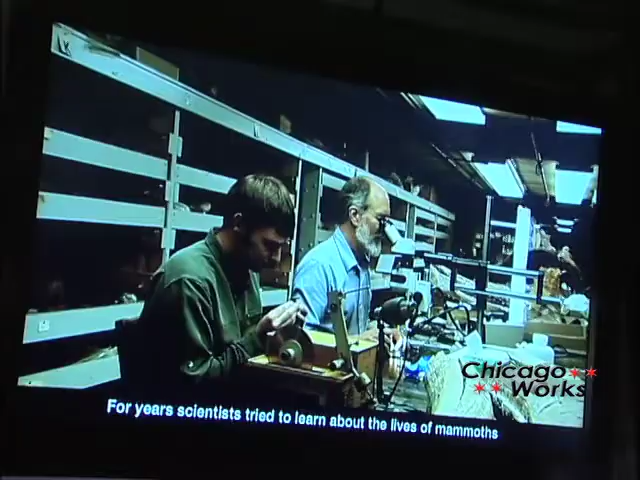 Chicago
Works
For years scientists tried to learn about the lives of mammoths